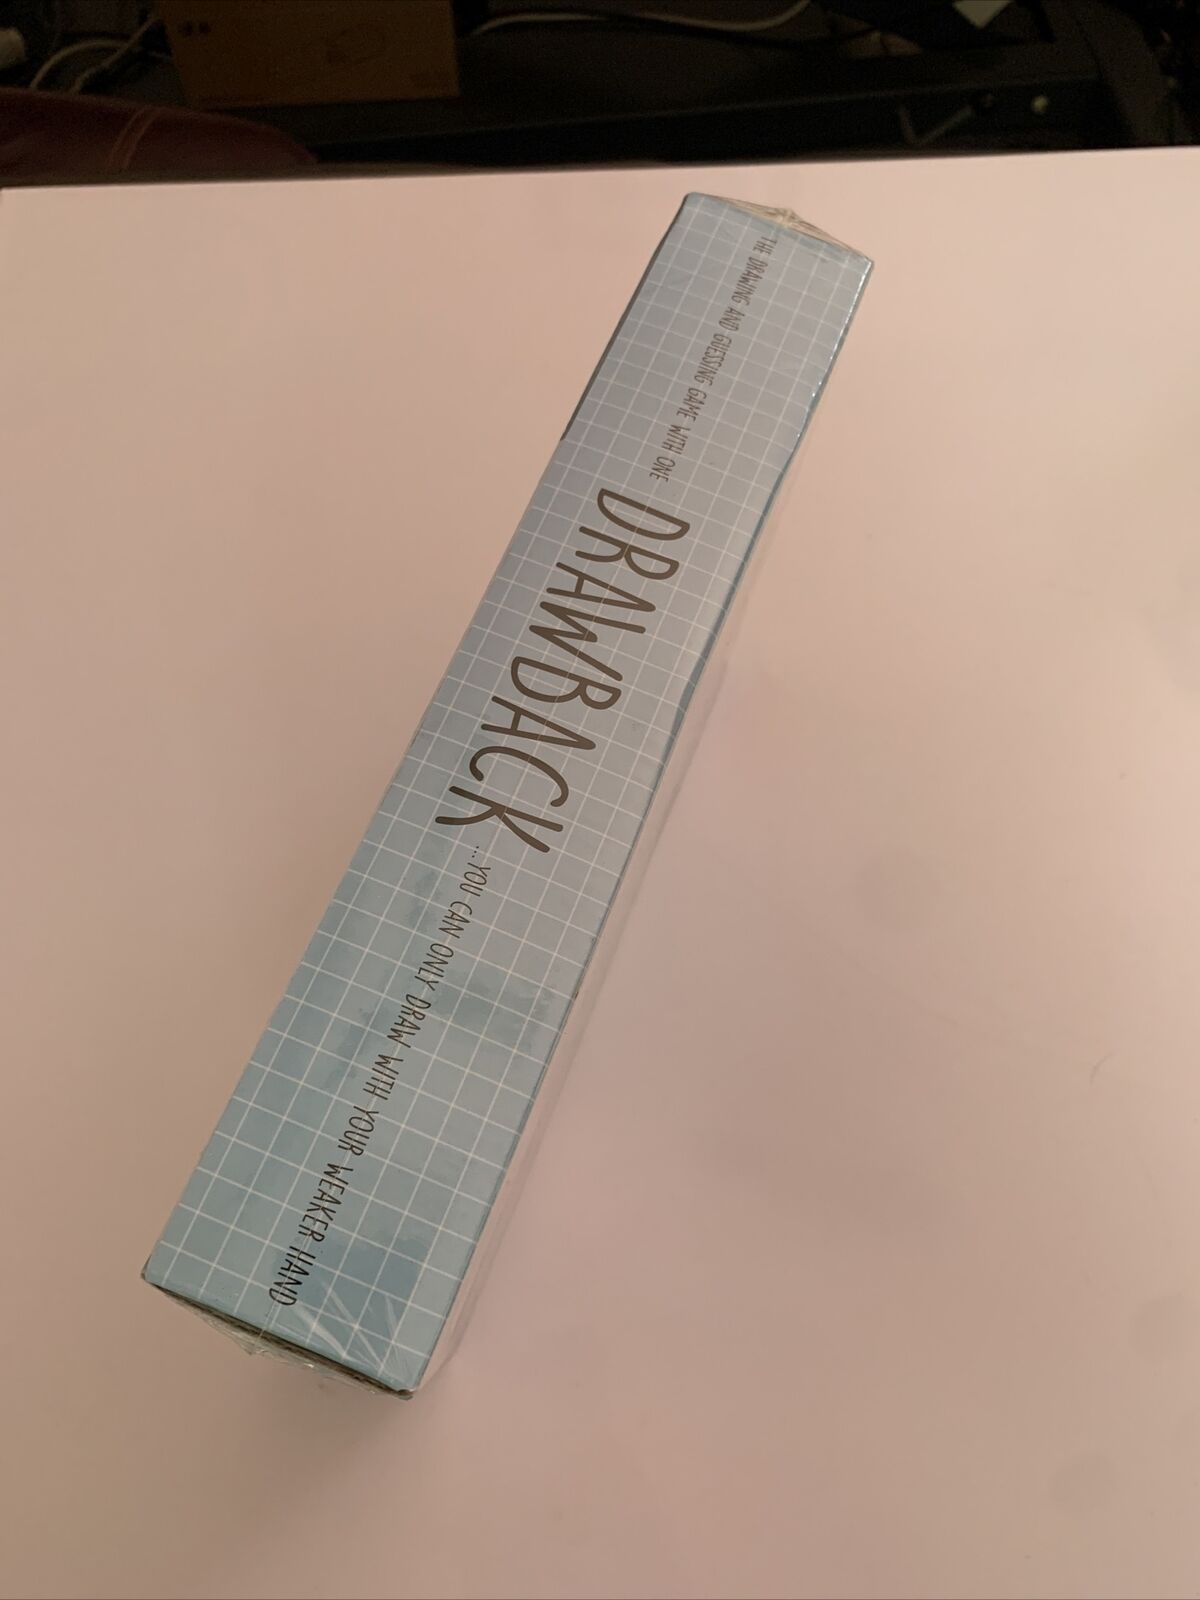 THE DRAWING AND GUESSING GAME WITH ONE
DRAWBACK
...YOU CAN ONLY DRAW WITH YOUR WEAKER HAND